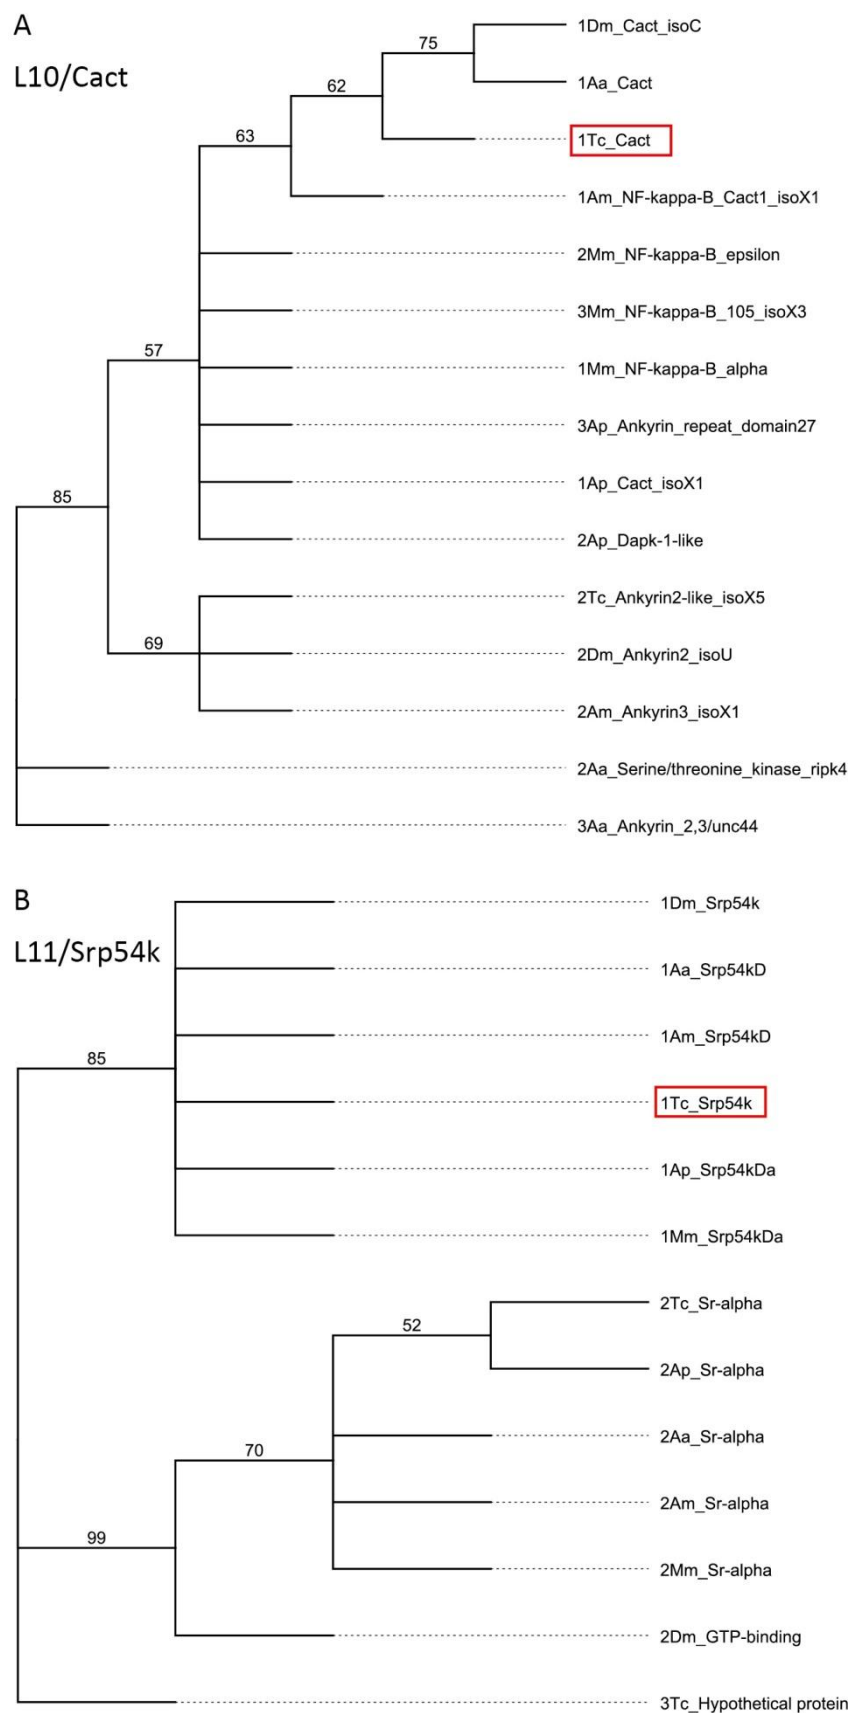 A
L10/Cact
1Dm_Cact_isoC
75
1Aa_Cact
62
1Tc_Cact
63
1Am_NF-kappa-B_Cact1_isoX1
2Mm_NF-kappa-B_epsilon
3Mm_NF-kappa-B_105_isoX3
57
1Mm_NF-kappa-B_alpha
3Ap_Ankyrin_repeat_domain27
1Ap_Cact_isoX1
85
2Ap_Dapk-1-like
2Tc_Ankyrin2-like_isoX5
69
2Dm_Ankyrin2_isoU
2Am_Ankyrin3_isoX1
2Aa_Serine/threonine_kinase_ripk4
3Aa_Ankyrin_2,3/unc44
B
L11/Srp54k
1Dm_Srp54k
1Aa_Srp54kD
1Am_Srp54kD
85
1Tc_Srp54k
1Ap_Srp54kDa
1Mm_Srp54kDa
2Tc_Sr-alpha
52
2Ap_Sr-alpha
2Aa_Sr-alpha
70
2Am_Sr-alpha
99
2Mm_Sr-alpha
2Dm_GTP-binding
3Tc_Hypothetical protein